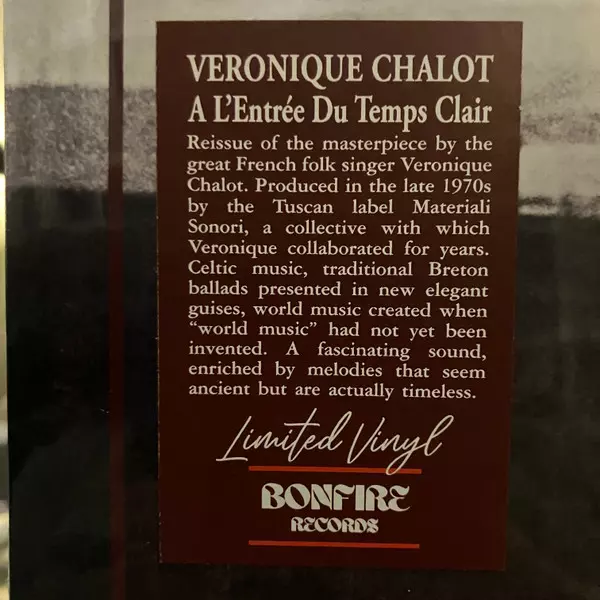 VERONIQUE CHALOT
A L'Entrée Du Temps Clair
Reissue of the masterpiece by the
great French folk singer Veronique
Chalot. Produced in the late 1970s
by the Tuscan label Materiali
Sonori, a collective with which
Veronique collaborated for years.
Celtic music, traditional Breton
ballads presented in new elegant
guises, world music created when
“world music” had not yet been
invented. A fascinating sound,
enriched by melodies that seem
ancient but are actually timeless.
Limited Vinyl
BONFIRE
RECORDS